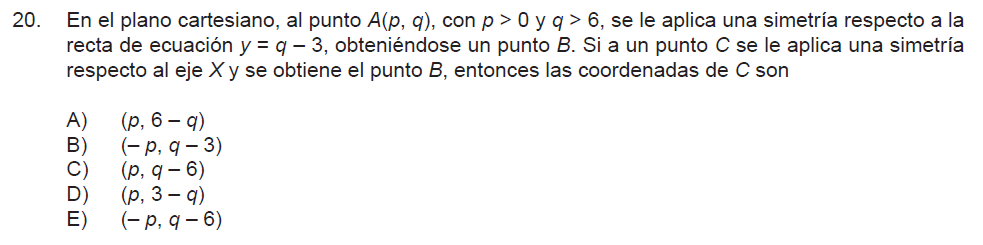 20. En el plano cartesiano, al punto A(p, q), con p > 0 y q > 6, se le aplica una simetría respecto a la
recta de ecuación y = q – 3, obteniéndose un punto B. Si a un punto C se le aplica una simetría
respecto al eje X y se obtiene el punto B, entonces las coordenadas de C son
A) (p, 6 – q)
B) (– p, q – 3)
C) (p, q – 6)
D) (p, 3 – q)
E) (– p, q – 6)